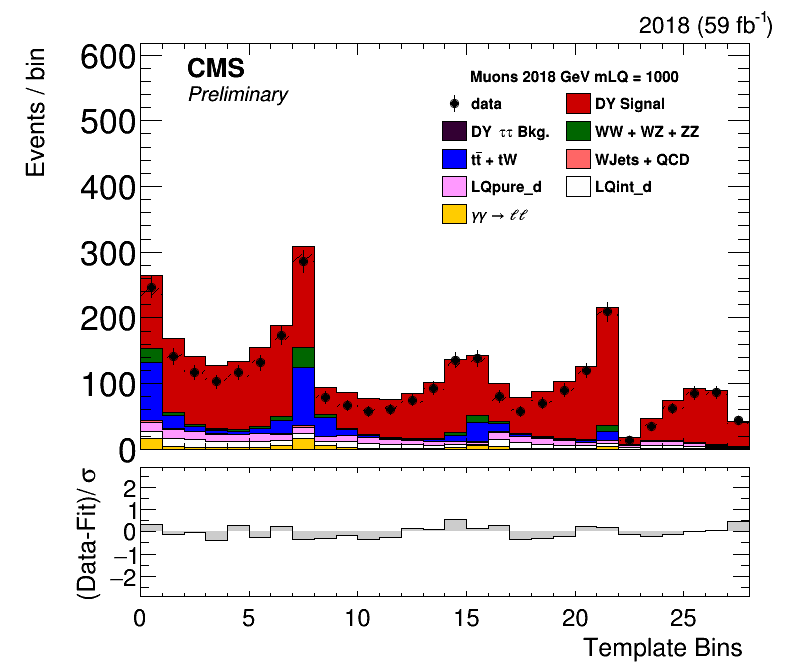 2018 (59 fb-1)
Events / bin
600
500
400
300
200
100
0
CMS
Preliminary
Muons 2018 GeV mLQ = 1000
data
DY Signal
DY ττ Bkg.
WW + WZ + ZZ
tt̄ + tW
WJets + QCD
LQpure_d
LQint_d
γγ → ℓℓ
(Data-Fit)/ σ
2
1
0
−1
−2
0 5 10 15 20 25
Template Bins